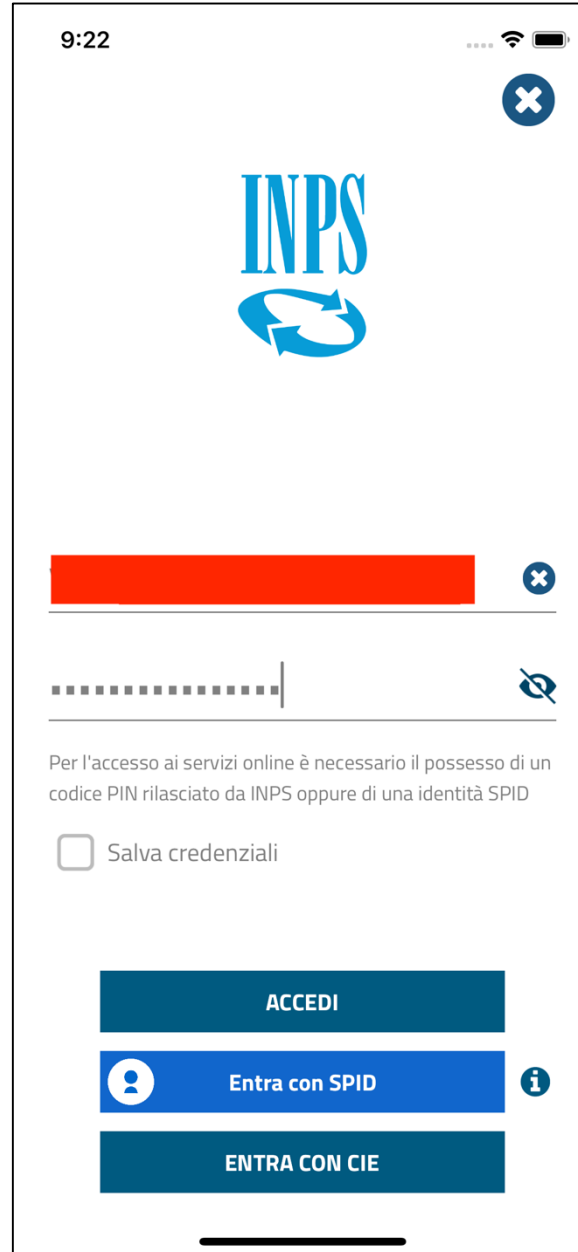 9:22
INPS
Per l'accesso ai servizi online è necessario il possesso di un
codice PIN rilasciato da INPS oppure di una identità SPID
Salva credenziali
ACCEDI
Entra con SPID
ENTRA CON CIE